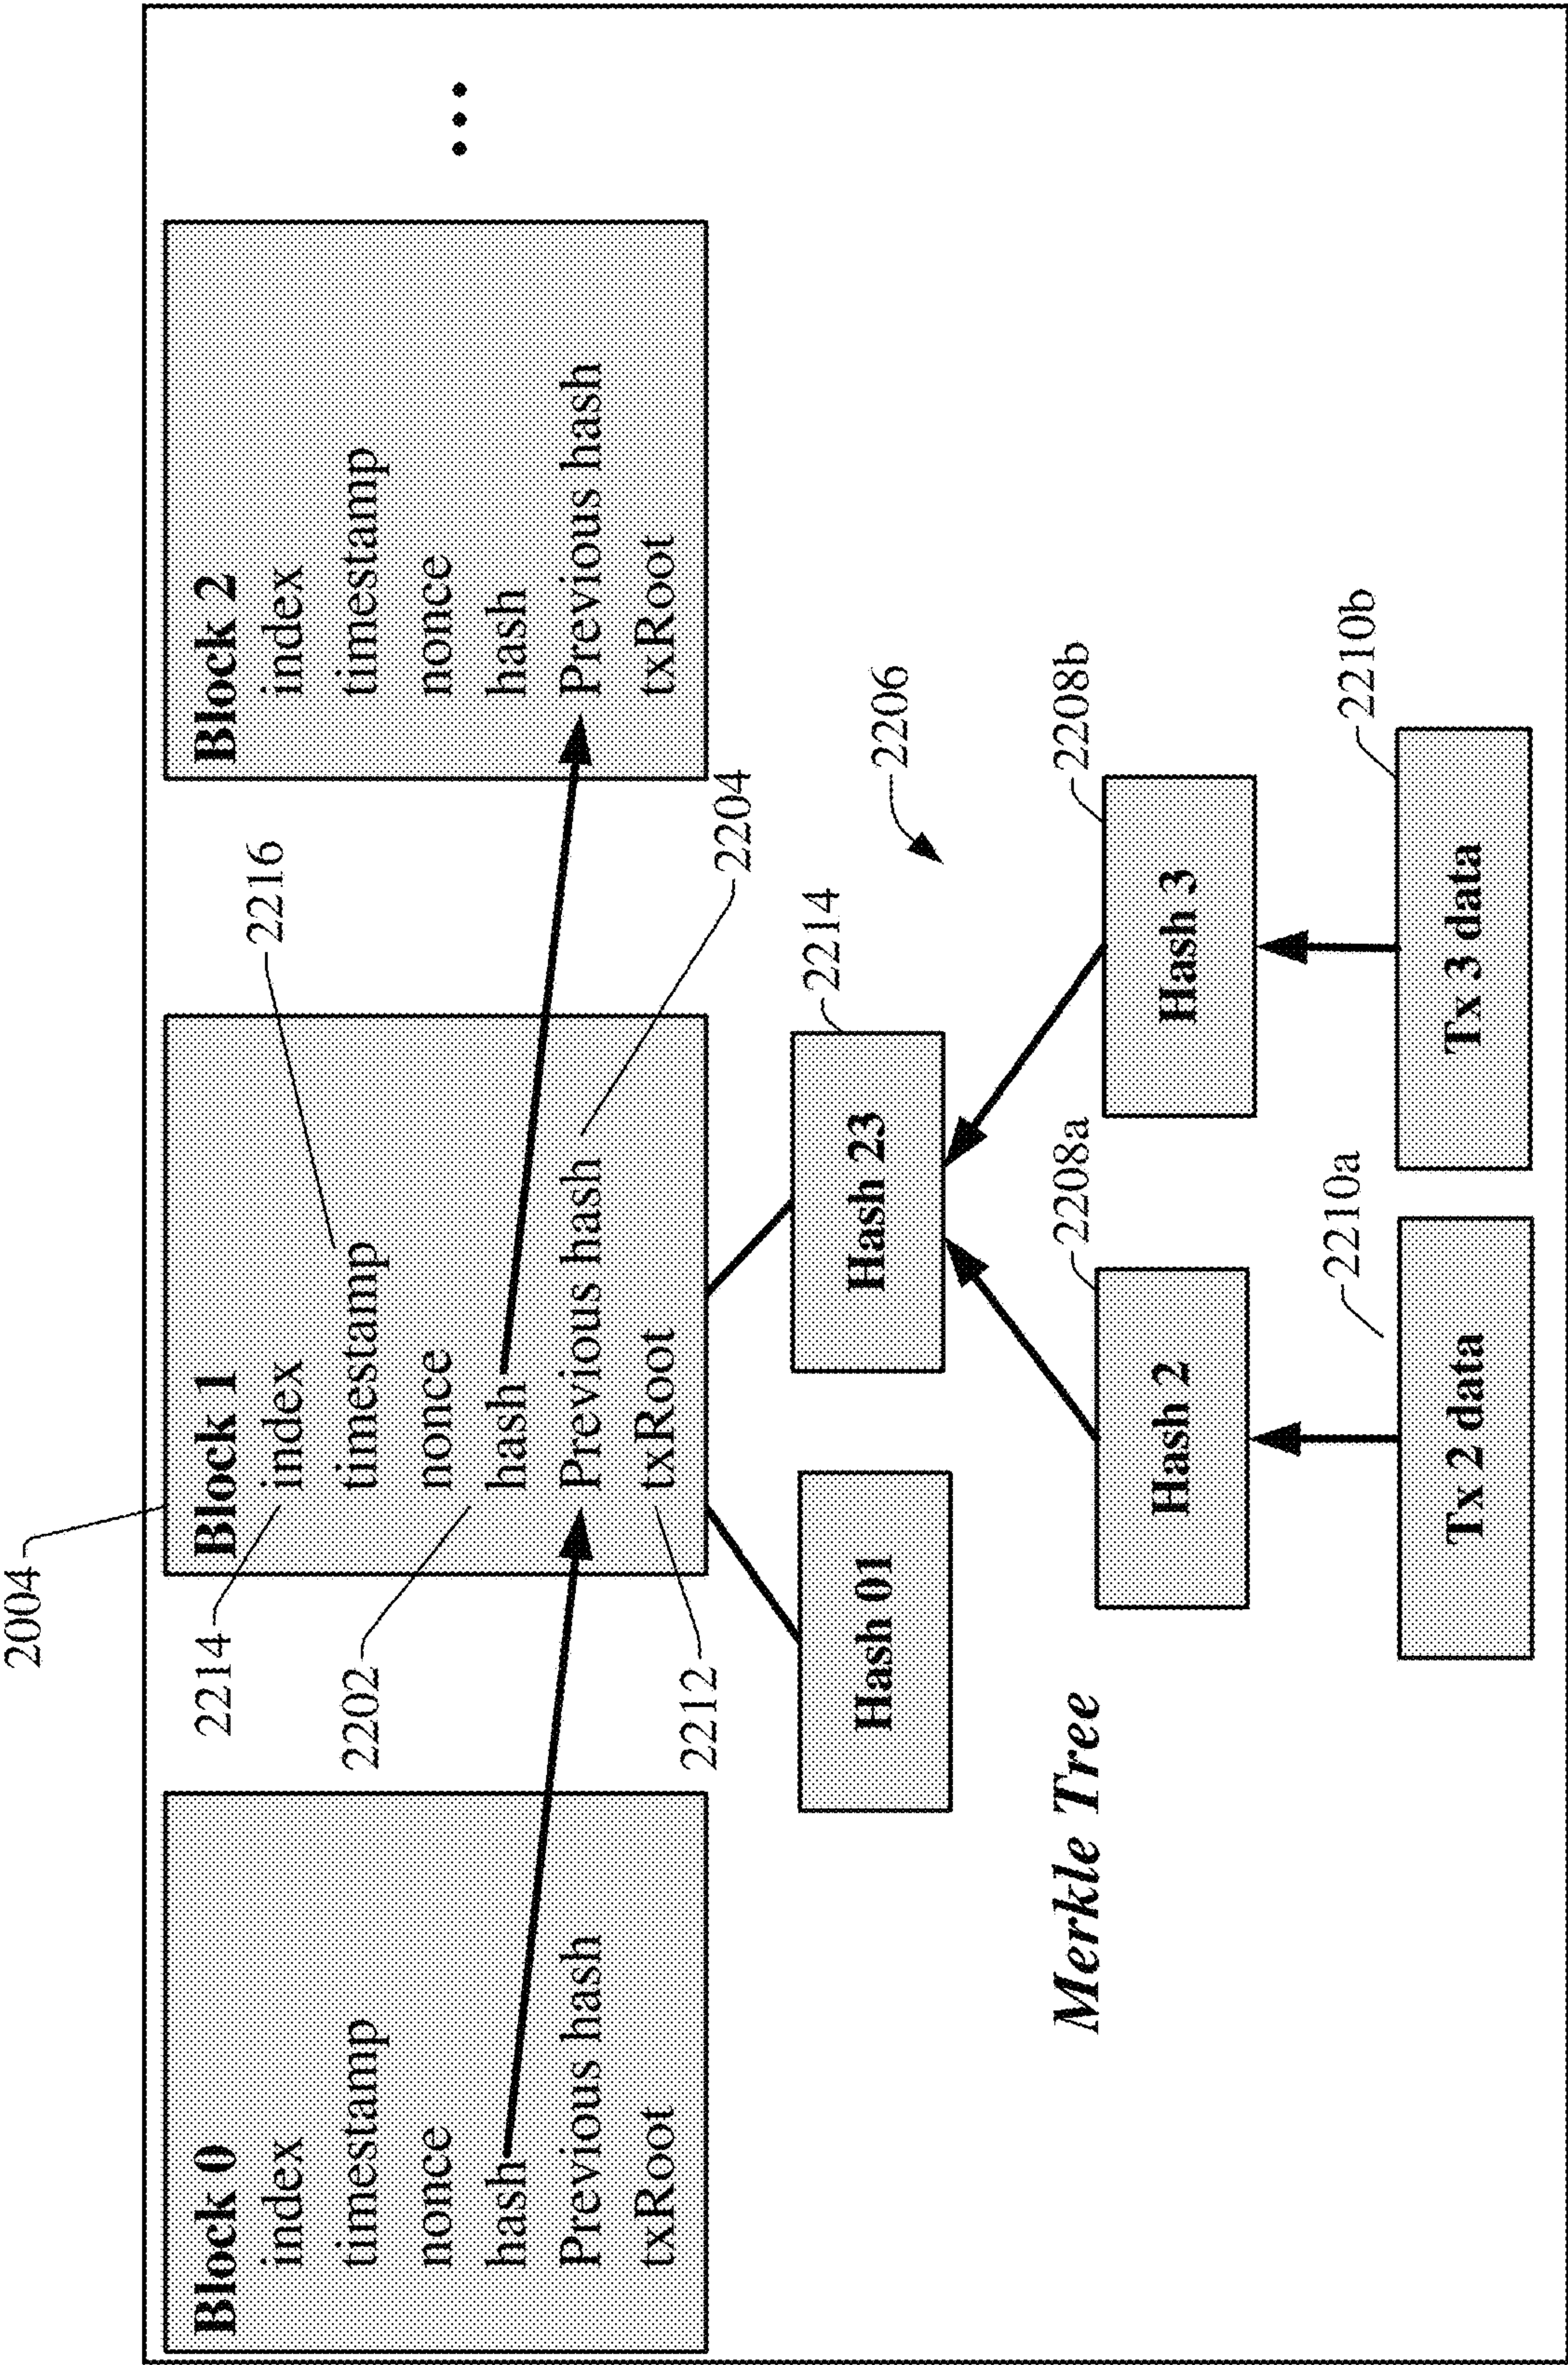 2004
Block 0
index
timestamp
nonce
hash
Previous hash
txRoot
2214
2202
2212
Block 1
index
timestamp
nonce
hash
Previous hash
txRoot
2216
2204
Block 2
index
timestamp
nonce
hash
Previous hash
txRoot
...
Hash 01
Hash 23
2214
2206
Merkle Tree
Hash 2
2208a
Hash 3
2208b
Tx 2 data
2210a
Tx 3 data
2210b